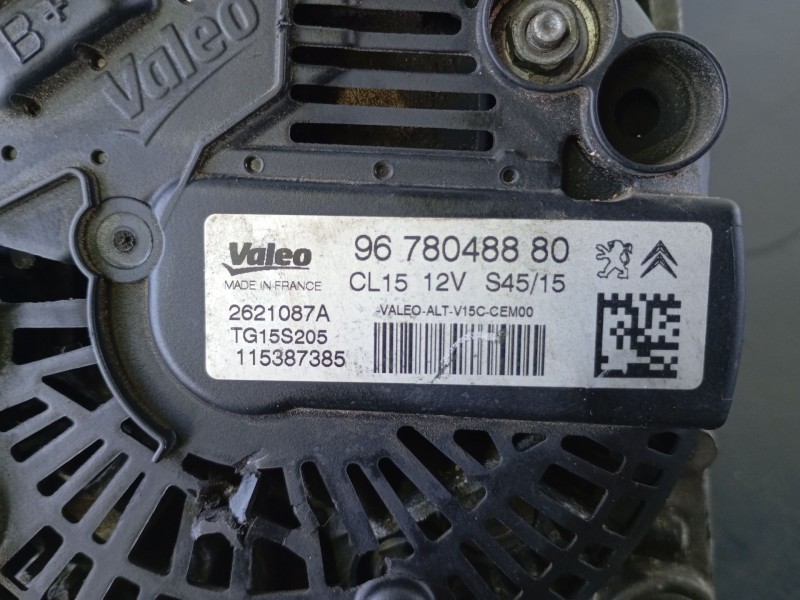 B+
Valeo
Valeo
96 780488 80
MADE IN FRANCE
CL15 12V S45/15
2621087A
-VALEO-ALT-V15C-CEM00
TG15S205
115387385